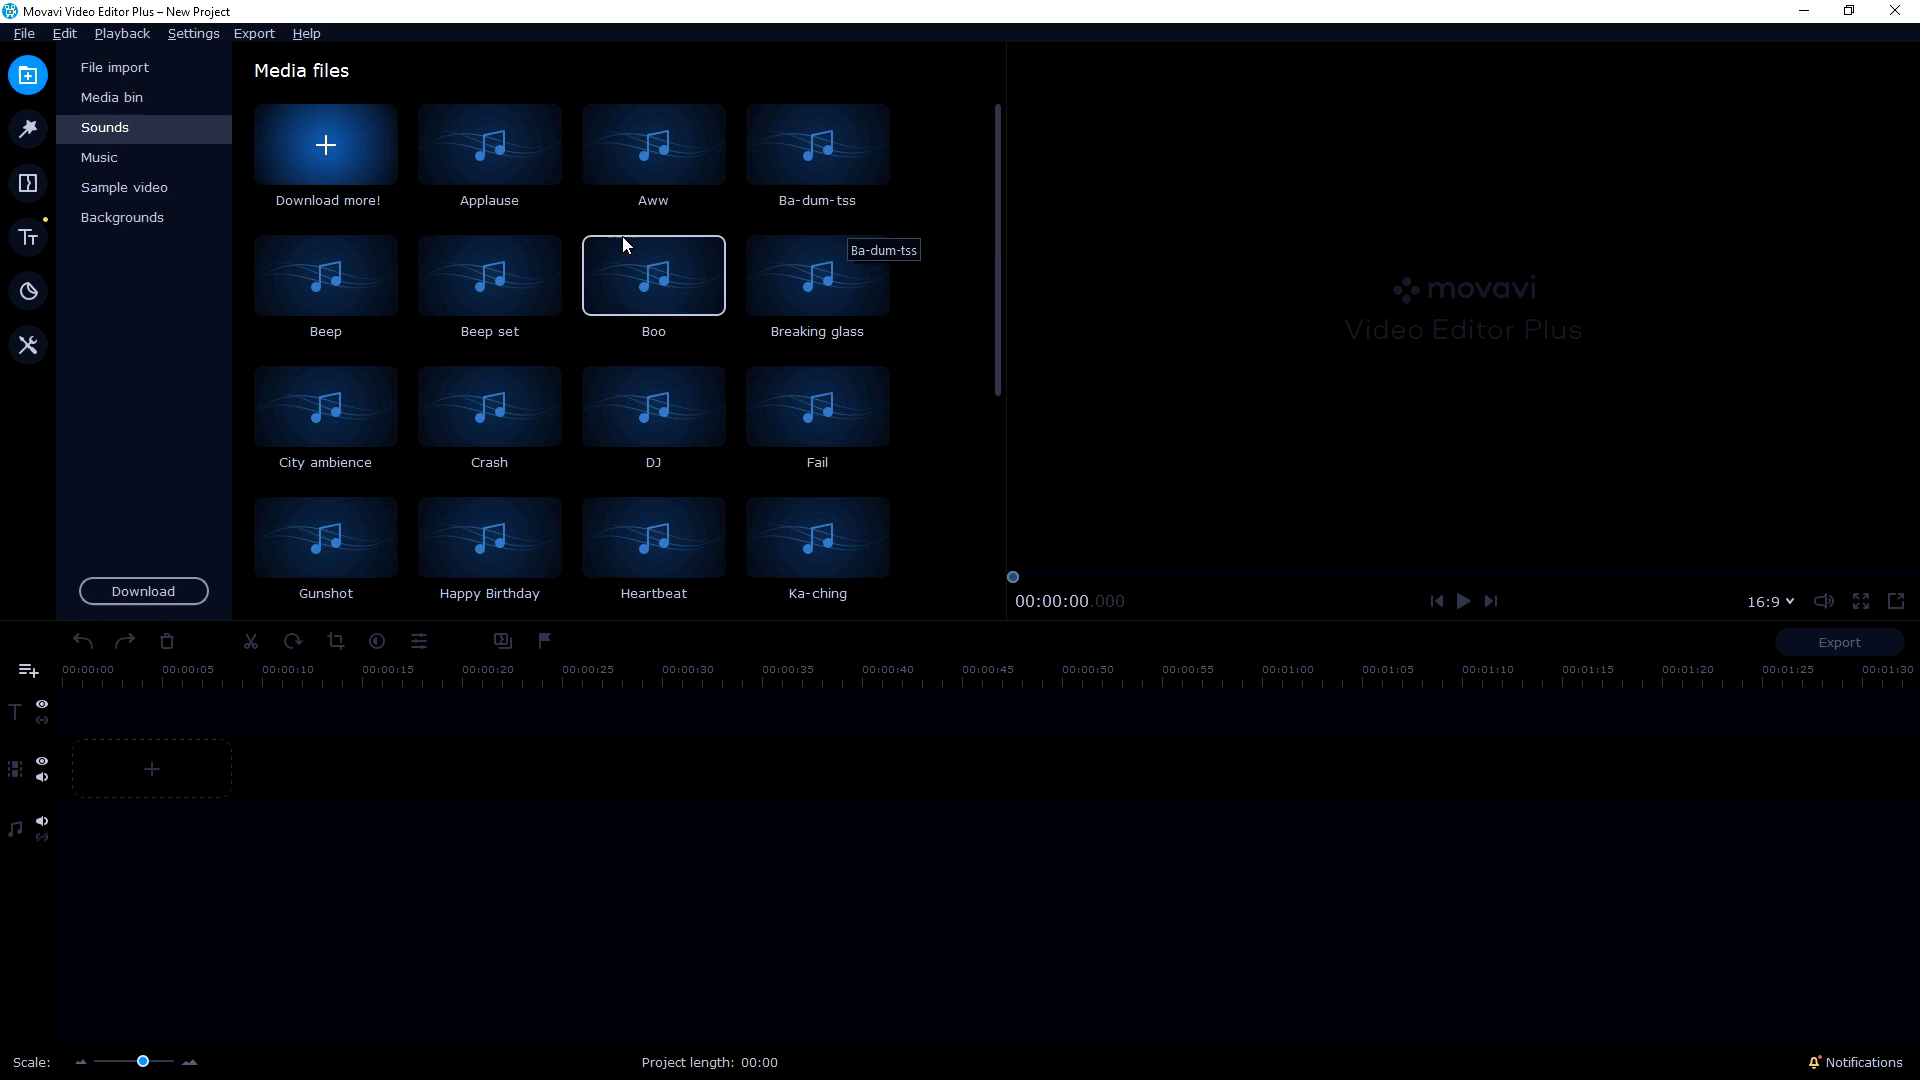 Movavi Video Editor Plus – New Project
File Edit Playback Settings Export Help
File import
Media bin
Sounds
Music
Sample video
Backgrounds
Download
Media files
Download more! Applause Aww Ba-dum-tss
Ba-dum-tss
Beep Beep set Boo Breaking glass
City ambience Crash DJ Fail
Gunshot Happy Birthday Heartbeat Ka-ching
movavi
Video Editor Plus
00:00:00.000
16:9
Export
00:00:00 00:00:05 00:00:10 00:00:15 00:00:20 00:00:25 00:00:30 00:00:35 00:00:40 00:00:45 00:00:50 00:00:55 00:01:00 00:01:05 00:01:10 00:01:15 00:01:20 00:01:25 00:01:30
Scale:
Project length: 00:00
Notifications